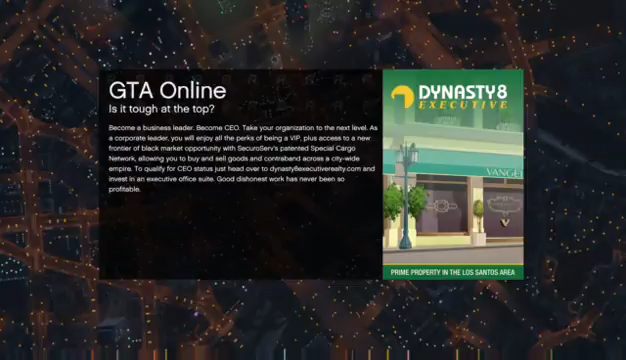 GTA Online
Is it tough at the top?
Become a business leader. Become CEO. Take your organization to the next level. As
a corporate leader, you will enjoy all the perks of being a VIP, plus access to a new
frontier of black market opportunity with SecuroServ's patented Special Cargo
Network, allowing you to buy and sell goods and contraband across a city-wide
empire. To qualify for CEO status just head over to dynasty8executiverealty.com and
invest in an executive office suite. Good dishonest work has never been so
profitable.
DYNASTY8
EXECUTIVE
VANGEL
PRIME PROPERTY IN THE LOS SANTOS AREA